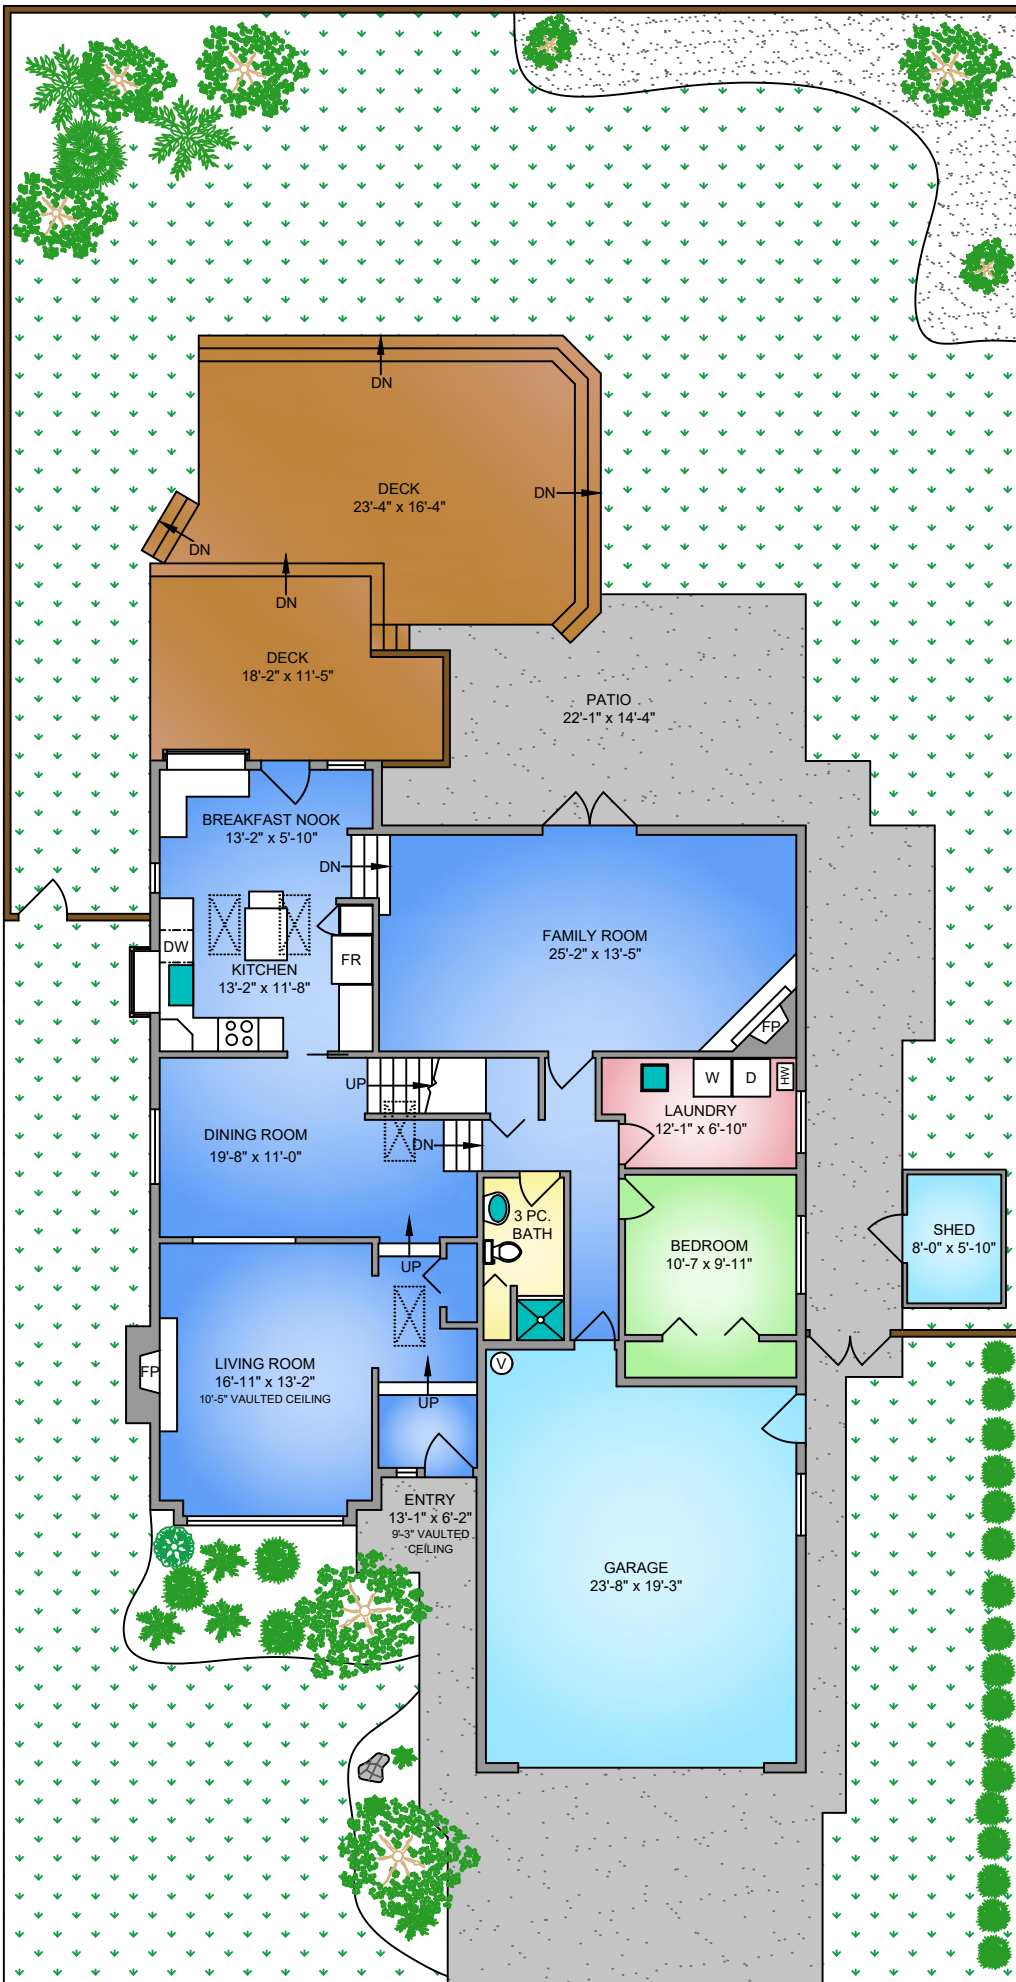 DN
DECK
23'-4" x 16'-4"
DN
DN
DN
DECK
18'-2" x 11'-5"
PATIO
22'-1" x 14'-4"
BREAKFAST NOOK
13'-2" x 5'-10"
DN
DW
FR
KITCHEN
13'-2" x 11'-8"
FAMILY ROOM
25'-2" x 13'-5"
FP
UP
W
D
HW
LAUNDRY
12'-1" x 6'-10"
DINING ROOM
19'-8" x 11'-0"
DN
3 PC.
BATH
BEDROOM
10'-7 x 9'-11"
SHED
8'-0" x 5'-10"
UP
FP
LIVING ROOM
16'-11" x 13'-2"
10'-5" VAULTED CEILING
V
UP
ENTRY
13'-1" x 6'-2"
9'-3" VAULTED
CEILING
GARAGE
23'-8" x 19'-3"